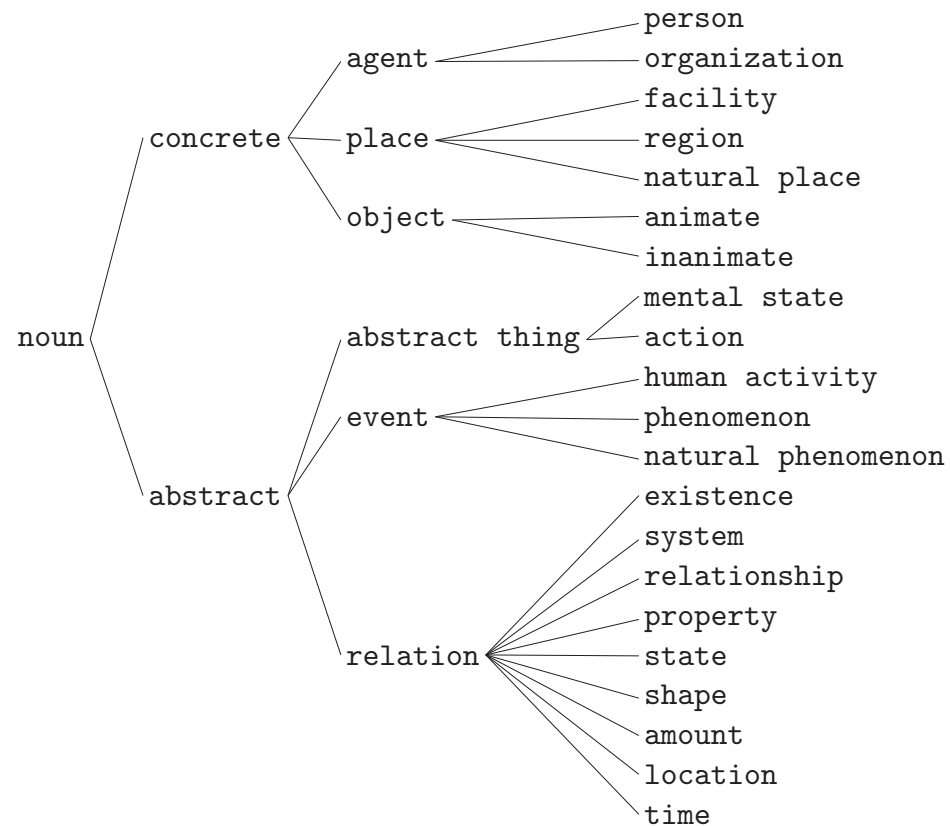 person
agent
organization
facility
concrete
place
region
natural place
object
animate
inanimate
mental state
noun
abstract thing
action
human activity
event
phenomenon
natural phenomenon
abstract
existence
system
relationship
property
relation
state
shape
amount
location
time